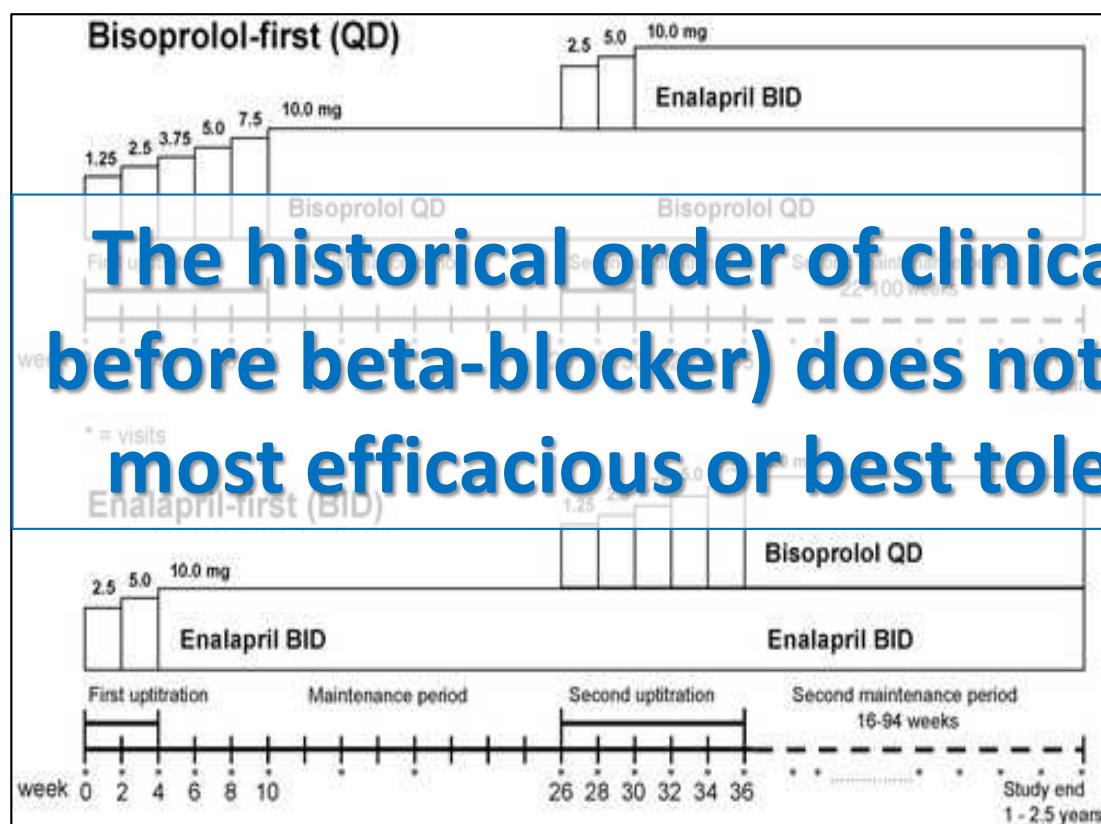 Bisoprolol-first (QD)
2.5 5.0 10.0 mg
Enalapril BID
1.25 2.5 3.75 5.0 7.5 10.0 mg
Bisoprolol QD Bisoprolol QD
The historical order of clinica
22-100 weeks
before beta-blocker) does not
* = visits
most efficacious or best tole
Enalapril-first (BID)
1.25
Bisoprolol QD
2.5 5.0 10.0 mg
Enalapril BID Enalapril BID
First uptitration Maintenance period Second uptitration Second maintenance period
16-94 weeks
week 0 2 4 6 8 10 26 28 30 32 34 36 Study end
1 - 2.5 years